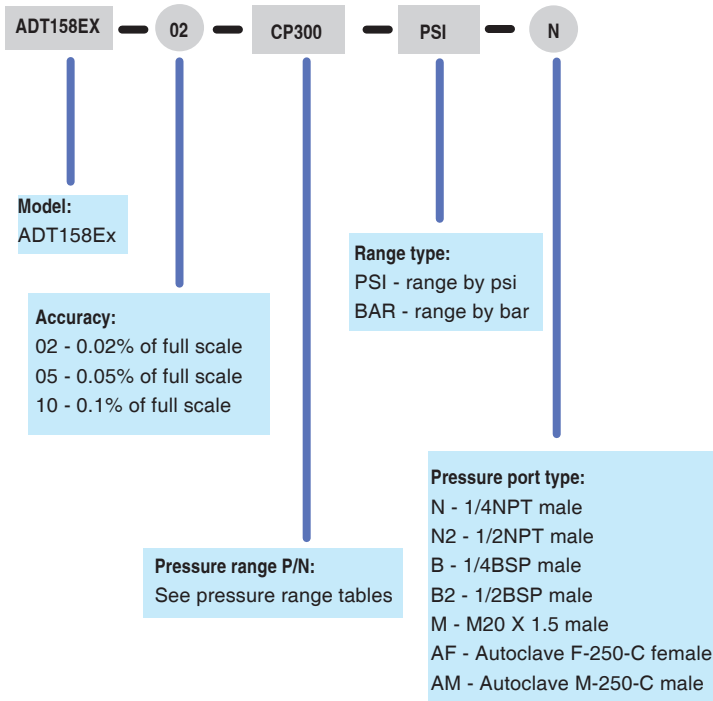 ADT158EX 02 CP300 PSI N
Model:
ADT158Ex
Accuracy:
02 - 0.02% of full scale
05 - 0.05% of full scale
10 - 0.1% of full scale
Pressure range P/N:
See pressure range tables
Range type:
PSI - range by psi
BAR - range by bar
Pressure port type:
N - 1/4NPT male
N2 - 1/2NPT male
B - 1/4BSP male
B2 - 1/2BSP male
M - M20 X 1.5 male
AF - Autoclave F-250-C female
AM - Autoclave M-250-C male